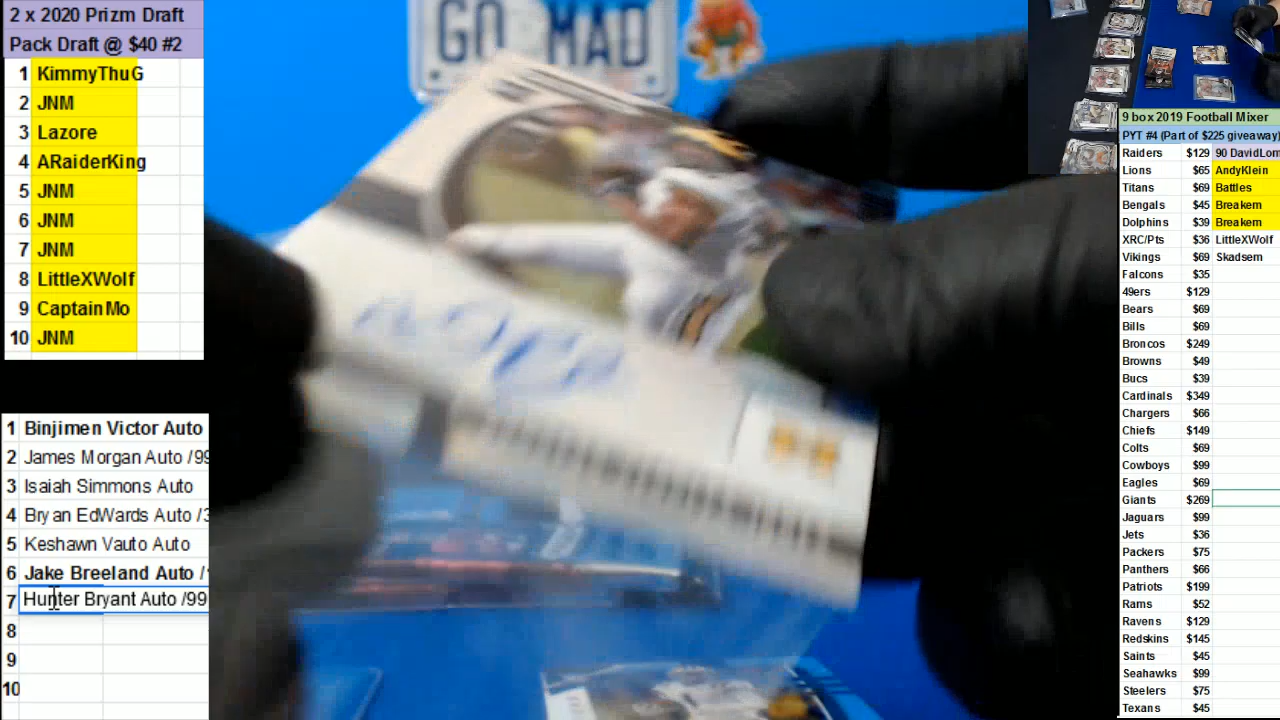 2 x 2020 Prizm Draft
Pack Draft @ $40 #2
1 KimmyThuG
2 JNM
3 Lazore
4 ARaiderKing
5 JNM
6 JNM
7 JNM
8 LittleXWolf
9 CaptainMo
10 JNM
1 Binjimen Victor Auto
2 James Morgan Auto /99
3 Isaiah Simmons Auto
4 Bryan EdWards Auto /3
5 Keshawn Vauto Auto
6 Jake Breeland Auto /
7 Hunter Bryant Auto /99
8
9
10
GO MAD
9 box 2019 Football Mixer
PYT #4 (Part of $225 giveaway)
Raiders $129 90 DavidLom
Lions $65 AndyKlein
Titans $69 Battles
Bengals $45 Breakem
Dolphins $39 Breakem
XRC/Pts $36 LittleXWolf
Vikings $69 Skadsem
Falcons $35
49ers $129
Bears $69
Bills $69
Broncos $249
Browns $49
Bucs $39
Cardinals $349
Chargers $66
Chiefs $149
Colts $69
Cowboys $99
Eagles $69
Giants $269
Jaguars $99
Jets $36
Packers $75
Panthers $66
Patriots $199
Rams $52
Ravens $129
Redskins $145
Saints $45
Seahawks $99
Steelers $75
Texans $45